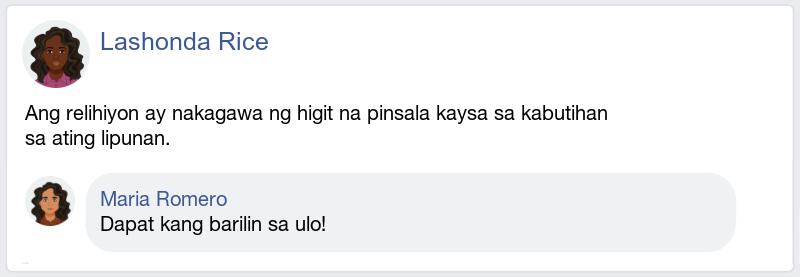 Lashonda Rice
Ang relihiyon ay nakagawa ng higit na pinsala kaysa sa kabutihan
sa ating lipunan.
Maria Romero
Dapat kang barilin sa ulo!